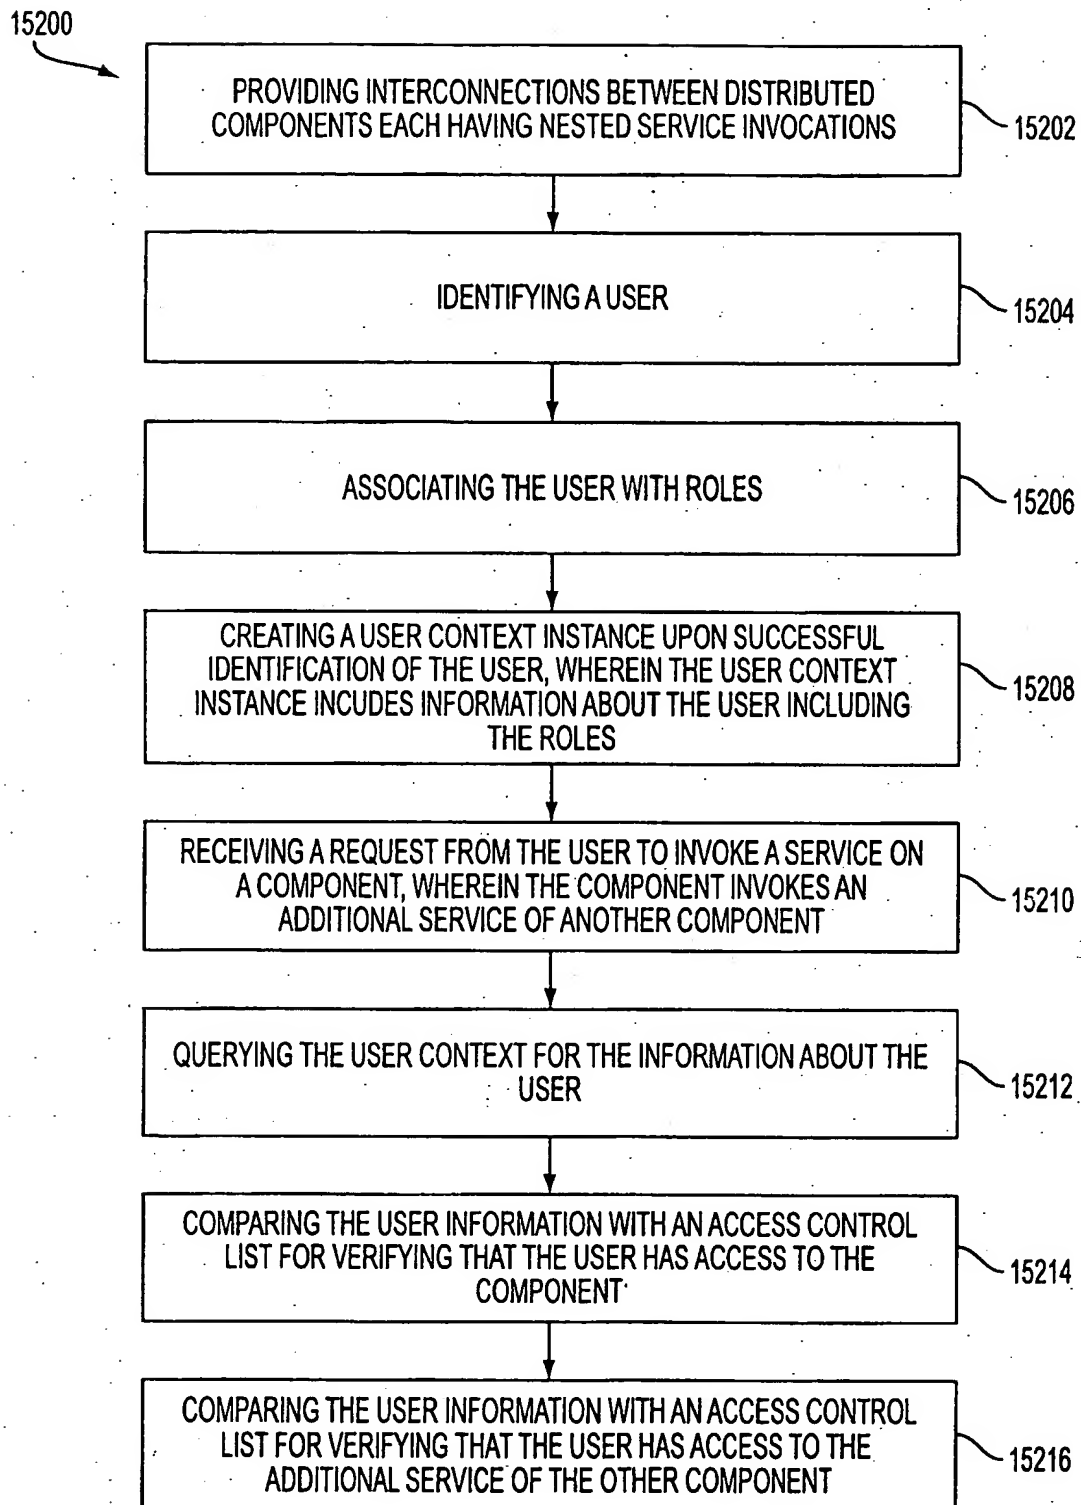 15200
PROVIDING INTERCONNECTIONS BETWEEN DISTRIBUTED
COMPONENTS EACH HAVING NESTED SERVICE INVOCATIONS
15202
IDENTIFYING A USER
15204
ASSOCIATING THE USER WITH ROLES
15206
CREATING A USER CONTEXT INSTANCE UPON SUCCESSFUL
IDENTIFICATION OF THE USER, WHEREIN THE USER CONTEXT
INSTANCE INCUDES INFORMATION ABOUT THE USER INCLUDING
THE ROLES
15208
RECEIVING A REQUEST FROM THE USER TO INVOKE A SERVICE ON
A COMPONENT, WHEREIN THE COMPONENT INVOKES AN
ADDITIONAL SERVICE OF ANOTHER COMPONENT
15210
QUERYING THE USER CONTEXT FOR THE INFORMATION ABOUT THE
USER
15212
COMPARING THE USER INFORMATION WITH AN ACCESS CONTROL
LIST FOR VERIFYING THAT THE USER HAS ACCESS TO THE
COMPONENT
15214
COMPARING THE USER INFORMATION WITH AN ACCESS CONTROL
LIST FOR VERIFYING THAT THE USER HAS ACCESS TO THE
ADDITIONAL SERVICE OF THE OTHER COMPONENT
15216